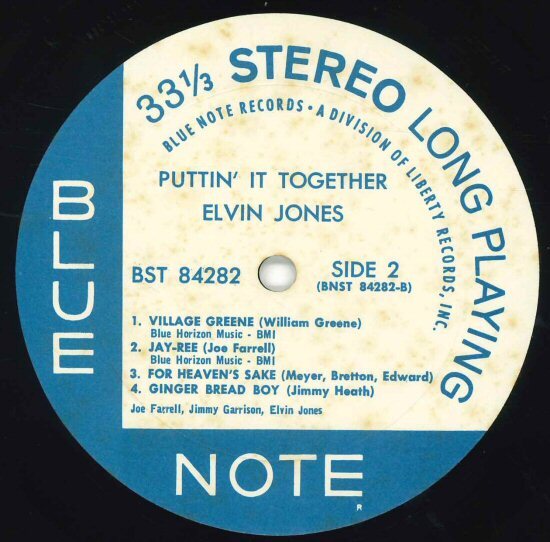 33⅓ STEREO LONG PLAYING
BLUE NOTE RECORDS • A DIVISION OF LIBERTY RECORDS, INC.
PUTTIN' IT TOGETHER
ELVIN JONES
BST 84282
SIDE 2
(BNST 84282-B)
1. VILLAGE GREENE (William Greene)
Blue Horizon Music - BMI
2. JAY-REE (Joe Farrell)
Blue Horizon Music - BMI
3. FOR HEAVEN'S SAKE (Meyer, Bretton, Edward)
4. GINGER BREAD BOY (Jimmy Heath)
Joe Farrell, Jimmy Garrison, Elvin Jones
BLUE
NOTE
R